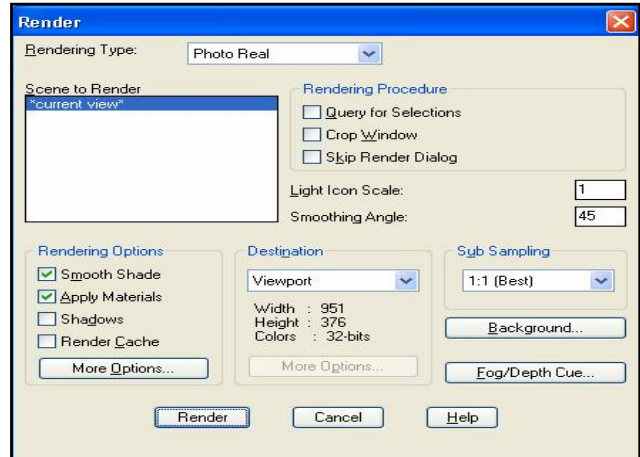 Render
Rendering Type: Photo Real
Scene to Render
*current view*
Rendering Procedure
Query for Selections
Crop Window
Skip Render Dialog
Light Icon Scale: 1
Smoothing Angle: 45
Rendering Options
Smooth Shade
Apply Materials
Shadows
Render Cache
More Options...
Destination
Viewport
Width : 951
Height : 376
Colors : 32-bits
More Options...
Sub Sampling
1:1 (Best)
Background...
Fog/Depth Cue...
Render Cancel Help